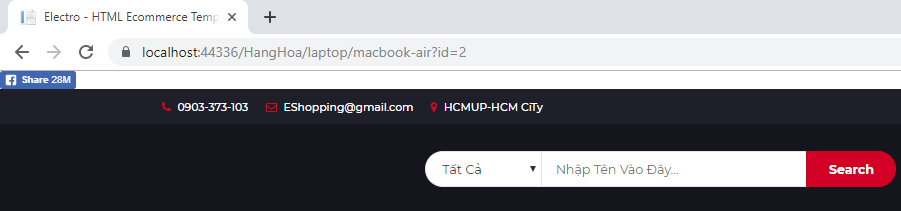 Electro - HTML Ecommerce Temp
localhost:44336/HangHoa/laptop/macbook-air?id=2
Share 28M
0903-373-103 EShopping@gmail.com HCMUP-HCM CiTy
Tất Cả Nhập Tên Vào Đây... Search